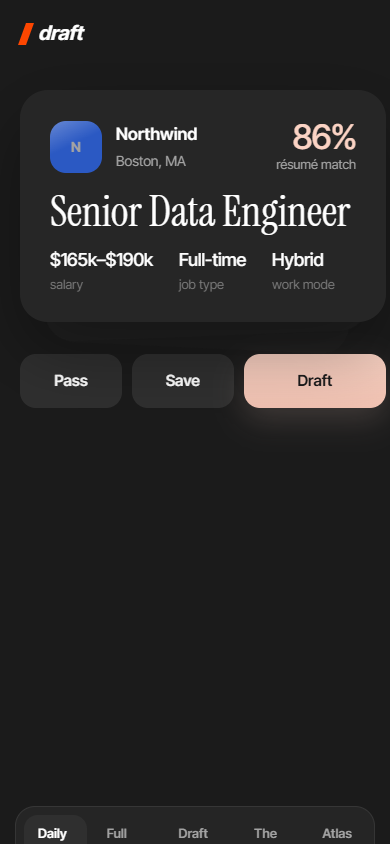 draft
N
Northwind
Boston, MA
86%
résumé match
Senior Data Engineer
$165k–$190k Full-time Hybrid
salary job type work mode
Pass Save Draft
Daily Full Draft The Atlas